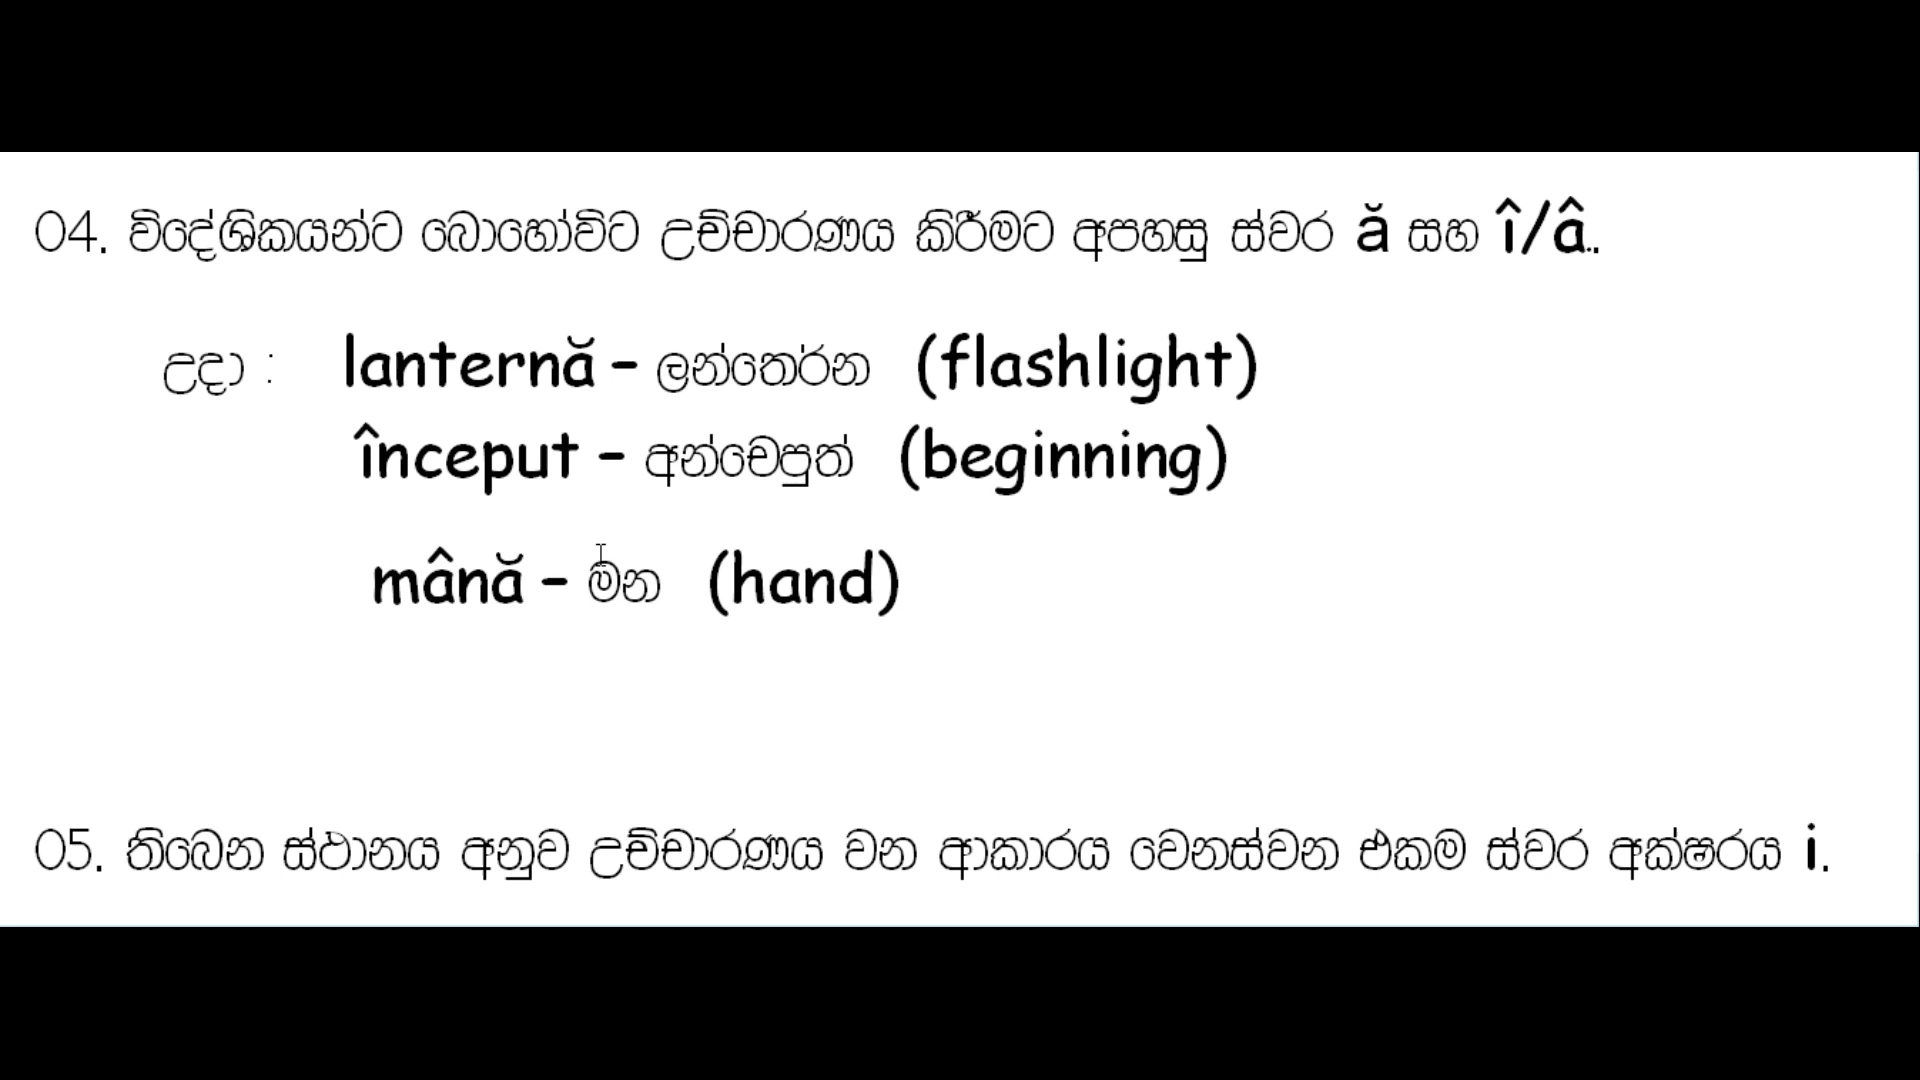 04. විදේශිකයන්ට බොහෝවිට උච්චාරණය කිරීමට අපහසු ස්වර ă සහ î/â..
උදා : lanternă – ලන්තෙර්න (flashlight)
început – අන්චෙපුත් (beginning)
mână – මන (hand)
05. තිබෙන ස්ථානය අනුව උච්චාරණය වන ආකාරය වෙනස්වන එකම ස්වර අක්ෂරය i.